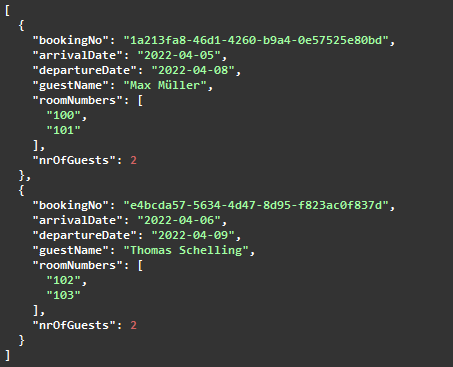 [
  {
    "bookingNo": "1a213fa8-46d1-4260-b9a4-0e57525e80bd",
    "arrivalDate": "2022-04-05",
    "departureDate": "2022-04-08",
    "guestName": "Max Müller",
    "roomNumbers": [
      "100",
      "101"
    ],
    "nrOfGuests": 2
  },
  {
    "bookingNo": "e4bcda57-5634-4d47-8d95-f823ac0f837d",
    "arrivalDate": "2022-04-06",
    "departureDate": "2022-04-09",
    "guestName": "Thomas Schelling",
    "roomNumbers": [
      "102",
      "103"
    ],
    "nrOfGuests": 2
  }
]